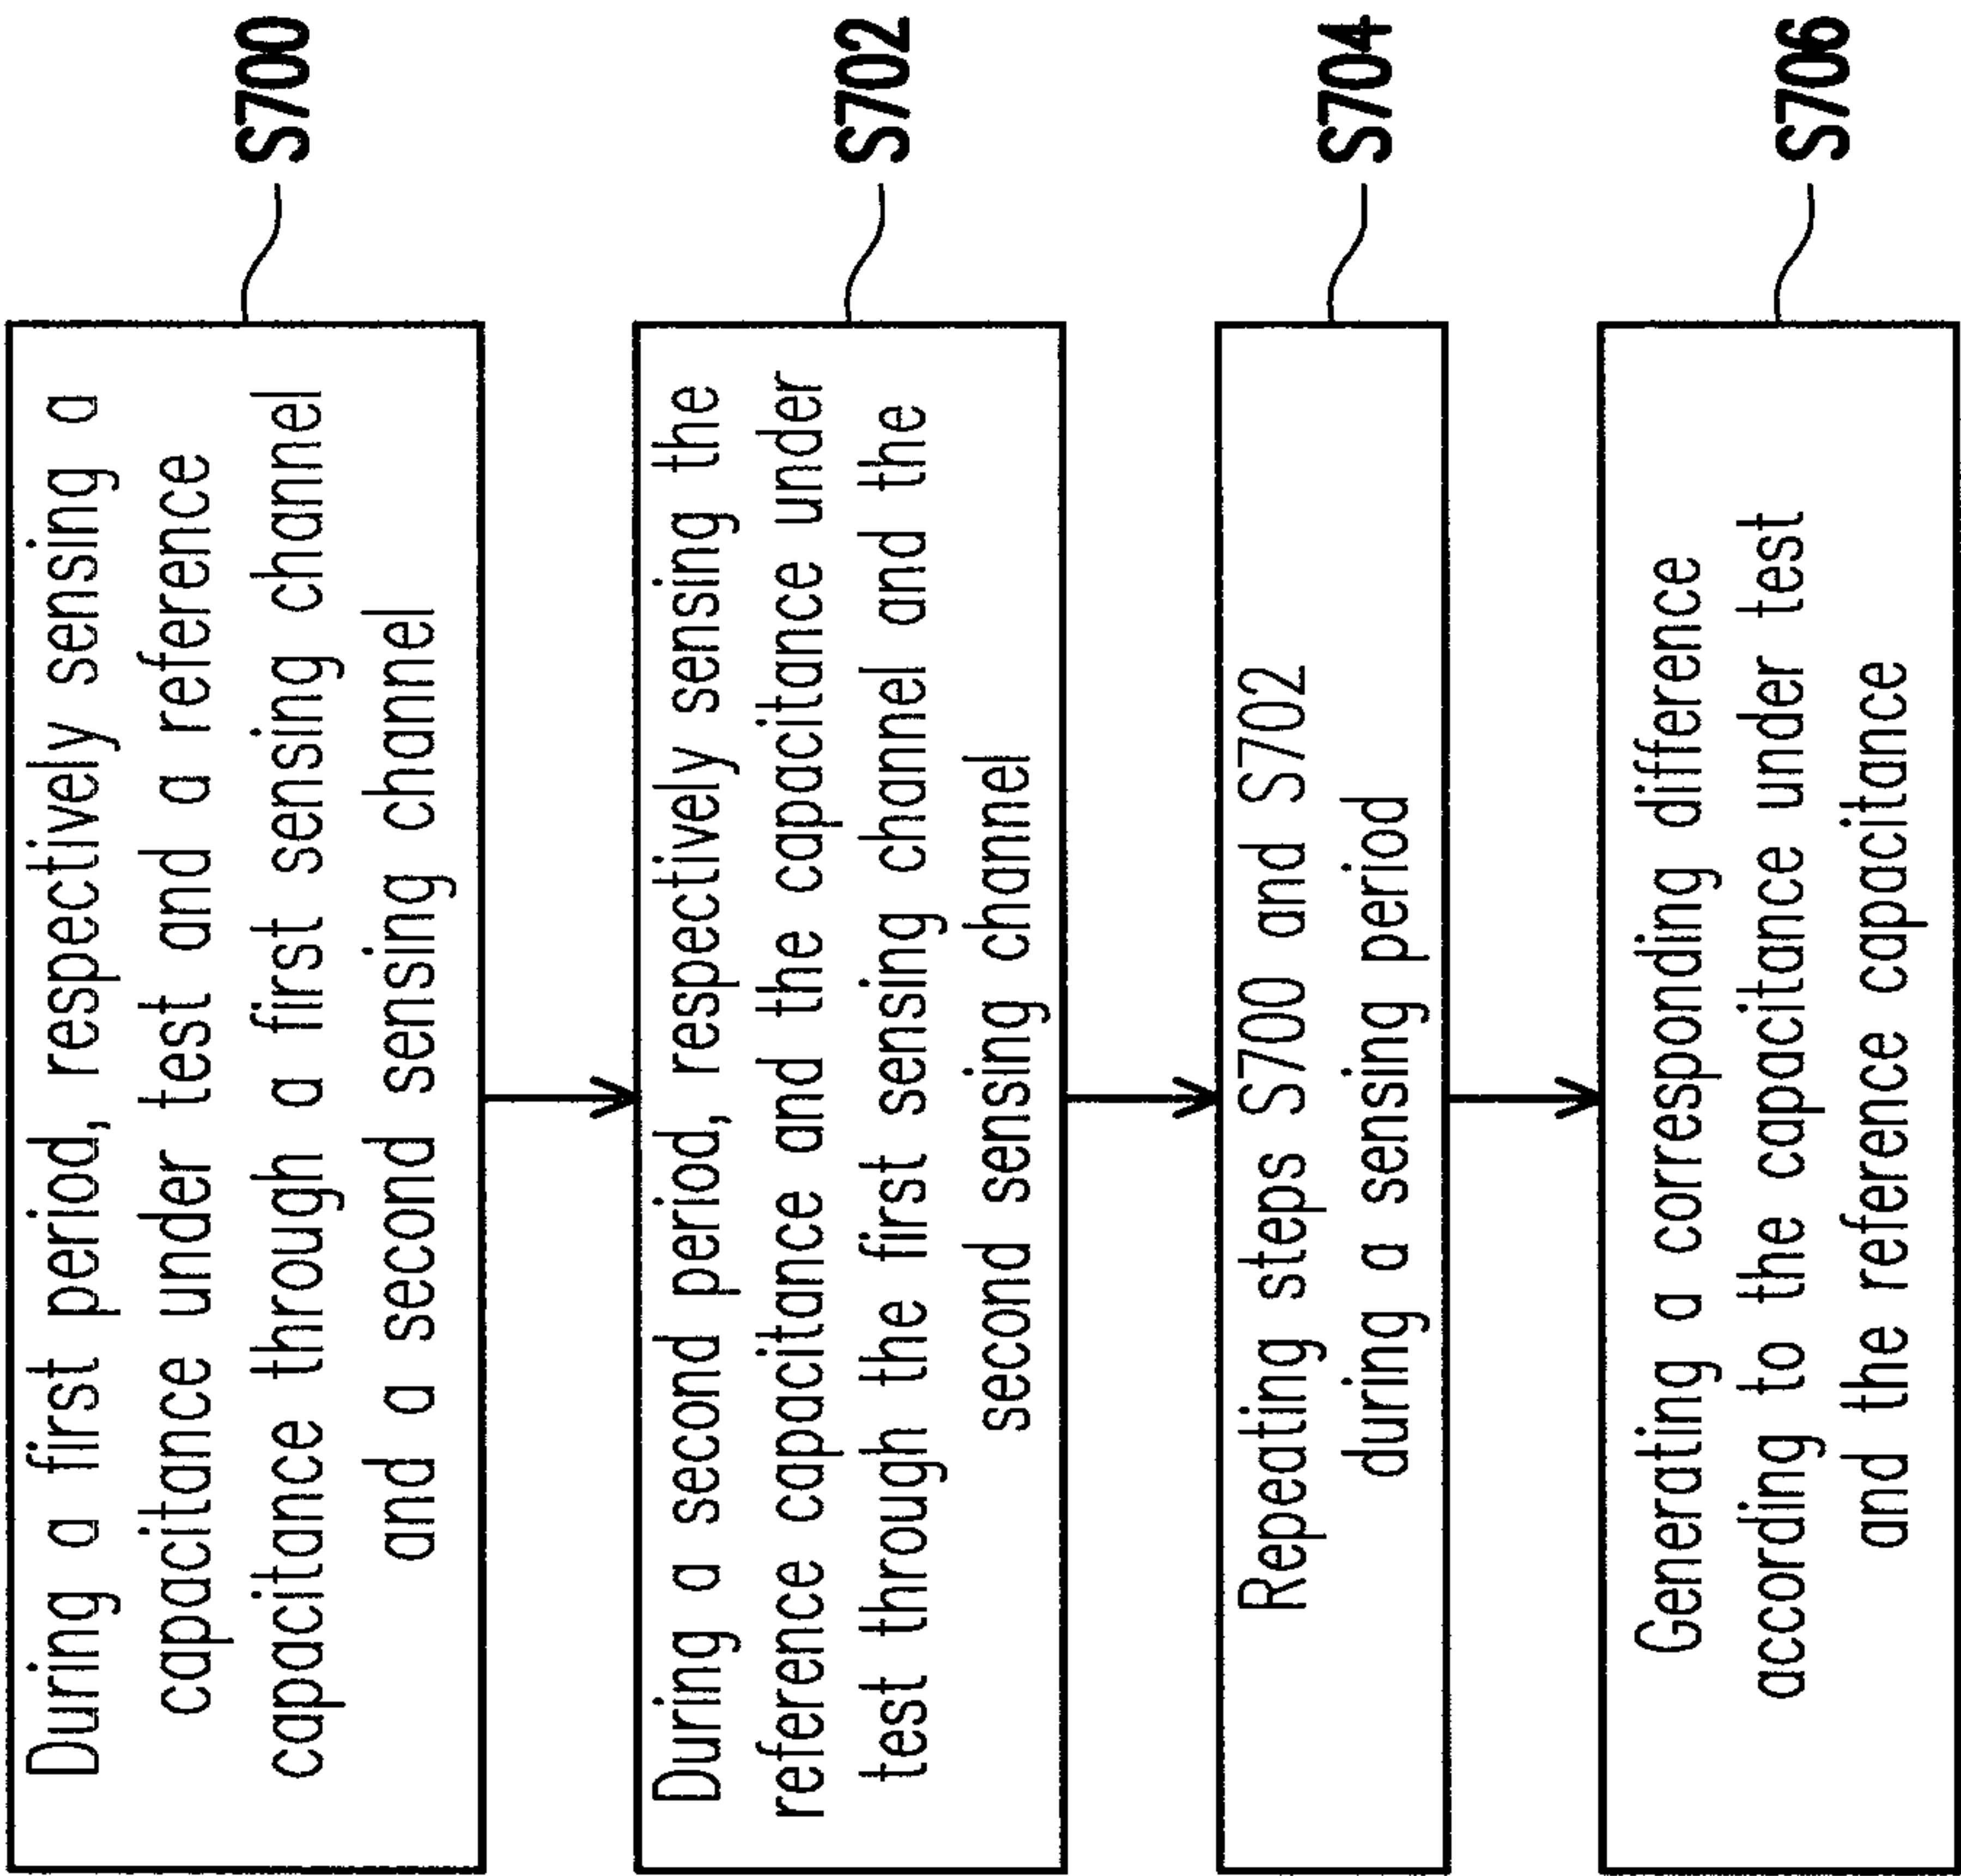 During a first period, respectively sensing a
capacitance under test and a reference
capacitance through a first sensing channel
and a second sensing channel
S700
During a second period, respectively sensing the
reference capacitance and the capacitance under
test through the first sensing channel and the
second sensing channel
S702
Repeating steps S700 and S702
during a sensing period
S704
Generating a corresponding difference
according to the capacitance under test
and the reference capacitance
S706